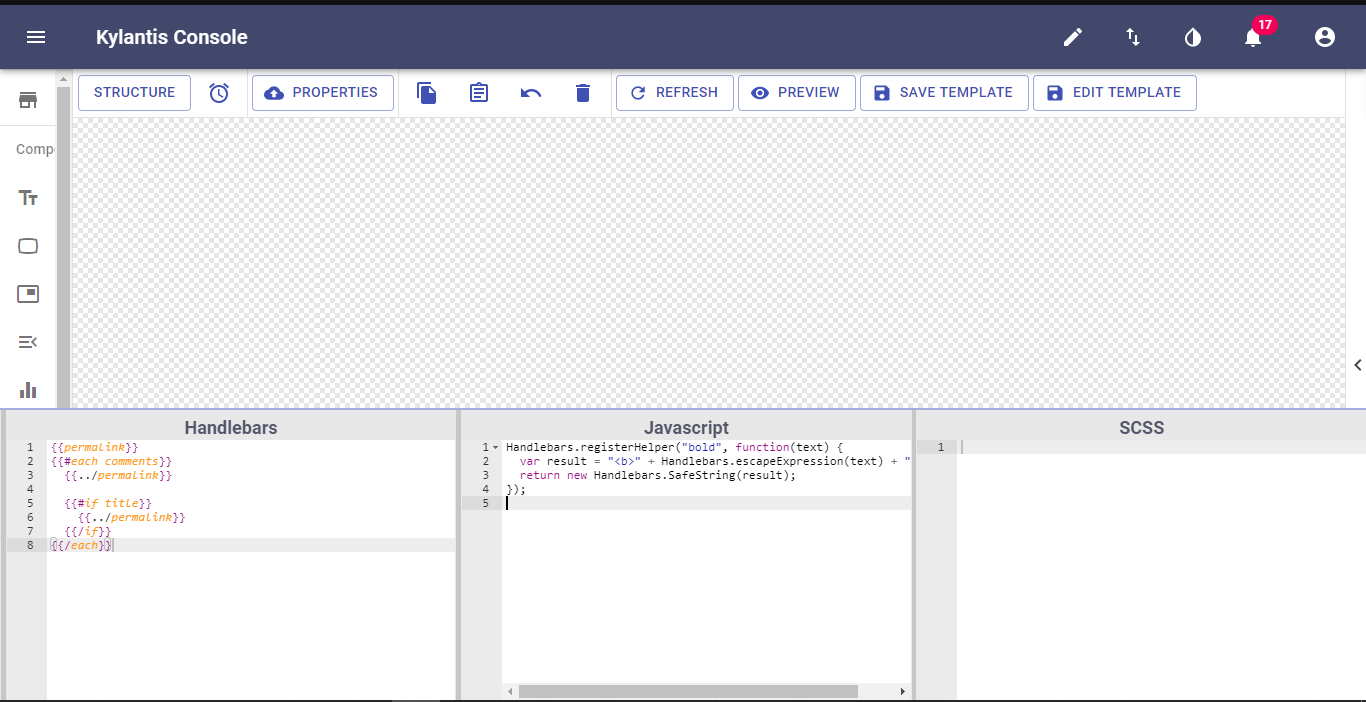 Kylantis Console
17
STRUCTURE
PROPERTIES
REFRESH
PREVIEW
SAVE TEMPLATE
EDIT TEMPLATE
Comp
Tт
Handlebars
1 {{permalink}}
2 {{#each comments}}
3 {{../permalink}}
4
5 {{#if title}}
6 {{../permalink}}
7 {{/if}}
8 {{/each}}
Javascript
1 Handlebars.registerHelper("bold", function(text) {
2 var result = "<b>" + Handlebars.escapeExpression(text) + "
3 return new Handlebars.SafeString(result);
4 });
5
SCSS
1